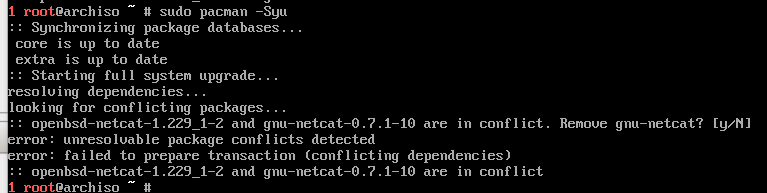 1 root@archiso ~ # sudo pacman -Syu
:: Synchronizing package databases...
 core is up to date
 extra is up to date
:: Starting full system upgrade...
resolving dependencies...
looking for conflicting packages...
:: openbsd-netcat-1.229_1-2 and gnu-netcat-0.7.1-10 are in conflict. Remove gnu-netcat? [y/N]
error: unresolvable package conflicts detected
error: failed to prepare transaction (conflicting dependencies)
:: openbsd-netcat-1.229_1-2 and gnu-netcat-0.7.1-10 are in conflict
1 root@archiso ~ #